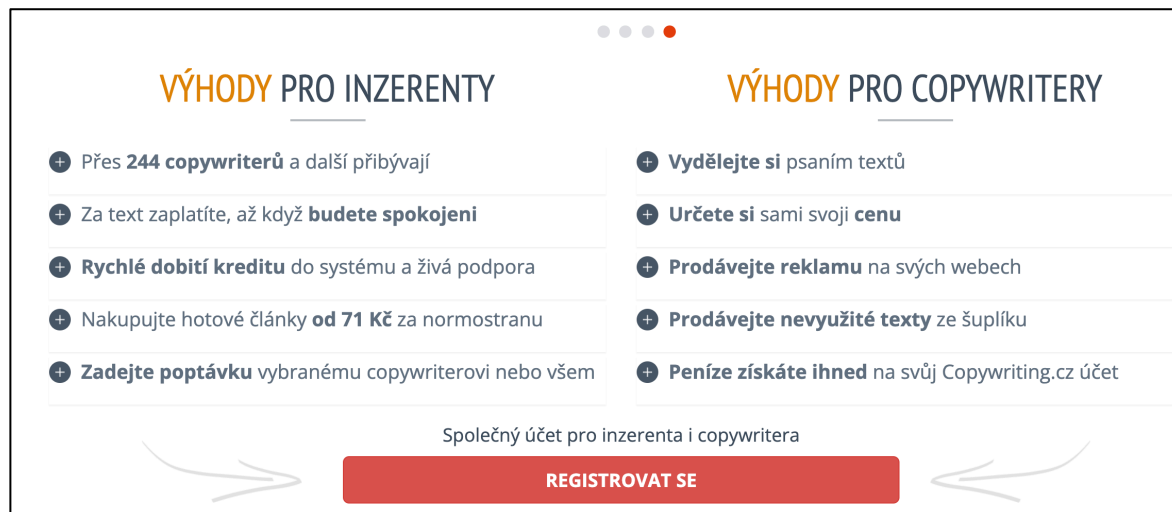 VÝHODY PRO INZERENTY
Přes 244 copywriterů a další přibývají
Za text zaplatíte, až když budete spokojeni
Rychlé dobití kreditu do systému a živá podpora
Nakupujte hotové články od 71 Kč za normostranu
Zadejte poptávku vybranému copywriterovi nebo všem
VÝHODY PRO COPYWRITERY
Vydělejte si psaním textů
Určete si sami svoji cenu
Prodávejte reklamu na svých webech
Prodávejte nevyužité texty ze šuplíku
Peníze získáte ihned na svůj Copywriting.cz účet
Společný účet pro inzerenta i copywritera
REGISTROVAT SE